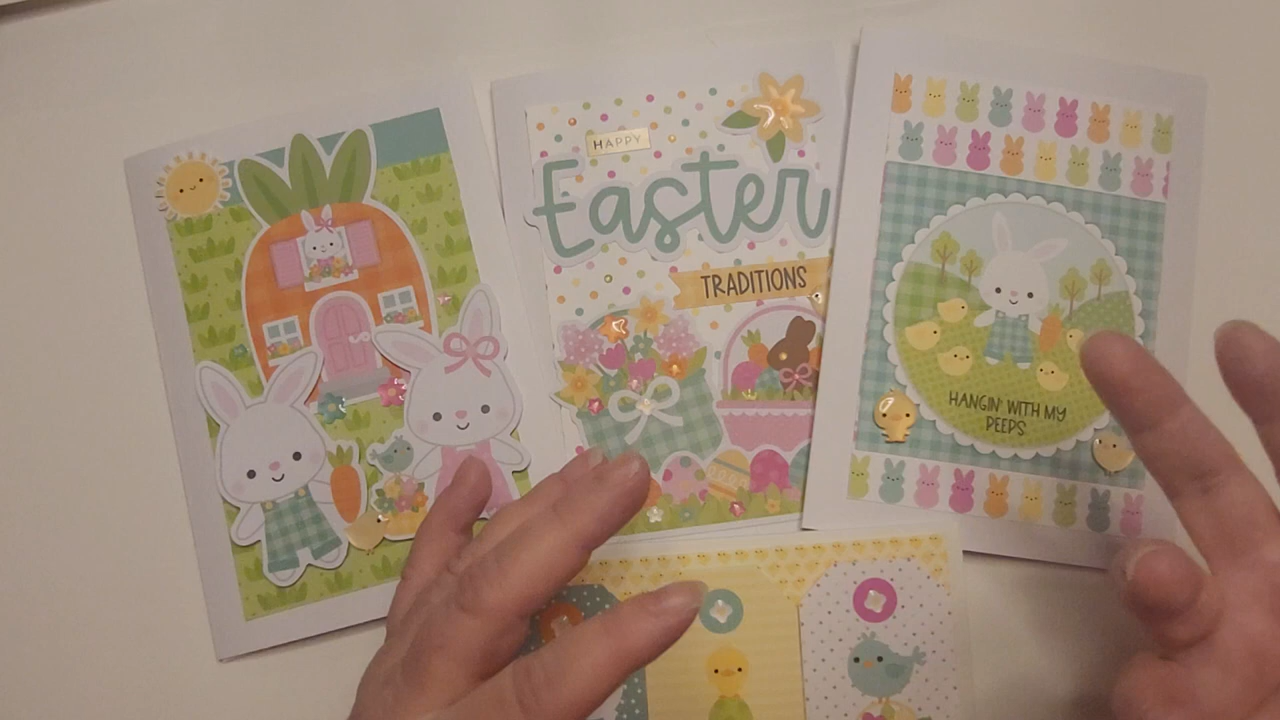 HAPPY
Easter
TRADITIONS
HANGIN' WITH MY
PEEPS